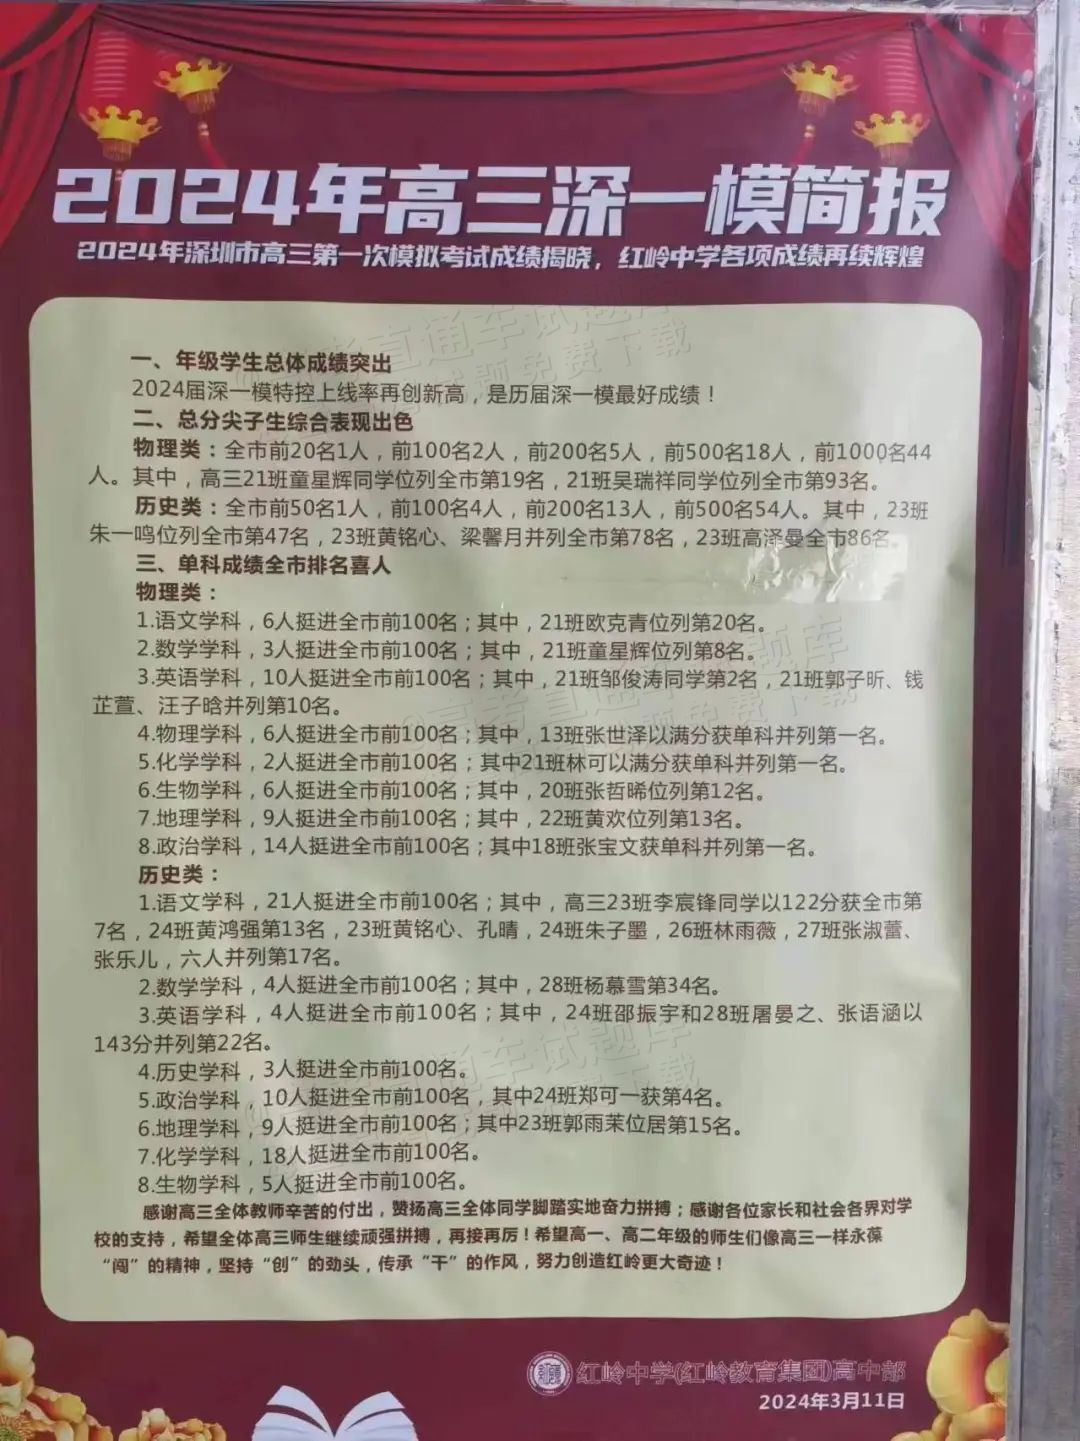 2024年高三深一模简报
2024年深圳市高三第一次模拟考试成绩揭晓，红岭中学各项成绩再续辉煌
一、年级学生总体成绩突出
2024届深一模特控上线率再创新高，是历届深一模最好成绩！
二、总分尖子生综合表现出色
物理类：全市前20名1人，前100名2人，前200名5人，前500名18人，前1000名44
人。其中，高三21班童星辉同学位列全市第19名，21班吴瑞祥同学位列全市第93名。
历史类：全市前50名1人，前100名4人，前200名13人，前500名54人。其中，23班
朱一鸣位列全市第47名，23班黄铭心、梁馨月并列全市第78名，23班高泽曼全市86名。
三、单科成绩全市排名喜人
物理类：
1.语文学科，6人挺进全市前100名；其中，21班欧克青位列第20名。
2.数学学科，3人挺进全市前100名；其中，21班童星辉位列第8名。
3.英语学科，10人挺进全市前100名；其中，21班邹俊涛同学第2名，21班郭子昕、钱
芷萱、汪子晗并列第10名。
4.物理学科，6人挺进全市前100名；其中，13班张世泽以满分获单科并列第一名。
5.化学学科，2人挺进全市前100名；其中21班林可以满分获单科并列第一名。
6.生物学科，6人挺进全市前100名；其中，20班张哲晞位列第12名。
7.地理学科，9人挺进全市前100名；其中，22班黄欢位列第13名。
8.政治学科，14人挺进全市前100名；其中18班张宝文获单科并列第一名。
历史类：
1.语文学科，21人挺进全市前100名；其中，高三23班李宸锋同学以122分获全市第
7名，24班黄鸿强第13名，23班黄铭心、孔晴，24班朱子墨，26班林雨薇，27班张淑蕾、
张乐儿，六人并列第17名。
2.数学学科，4人挺进全市前100名；其中，28班杨慕雪第34名。
3.英语学科，4人挺进全市前100名；其中，24班邵振宇和28班屠晏之、张语涵以
143分并列第22名。
4.历史学科，3人挺进全市前100名。
5.政治学科，10人挺进全市前100名，其中24班郑可一获第4名。
6.地理学科，9人挺进全市前100名；其中23班郭雨茉位居第15名。
7.化学学科，18人挺进全市前100名。
8.生物学科，5人挺进全市前100名。
感谢高三全体教师辛苦的付出，赞扬高三全体同学脚踏实地奋力拼搏；感谢各位家长和社会各界对学
校的支持，希望全体高三师生继续顽强拼搏，再接再厉！希望高一、高二年级的师生们像高三一样永葆
“闯”的精神，坚持“创”的劲头，传承“干”的作风，努力创造红岭更大奇迹！
红岭中学(红岭教育集团)高中部
2024年3月11日